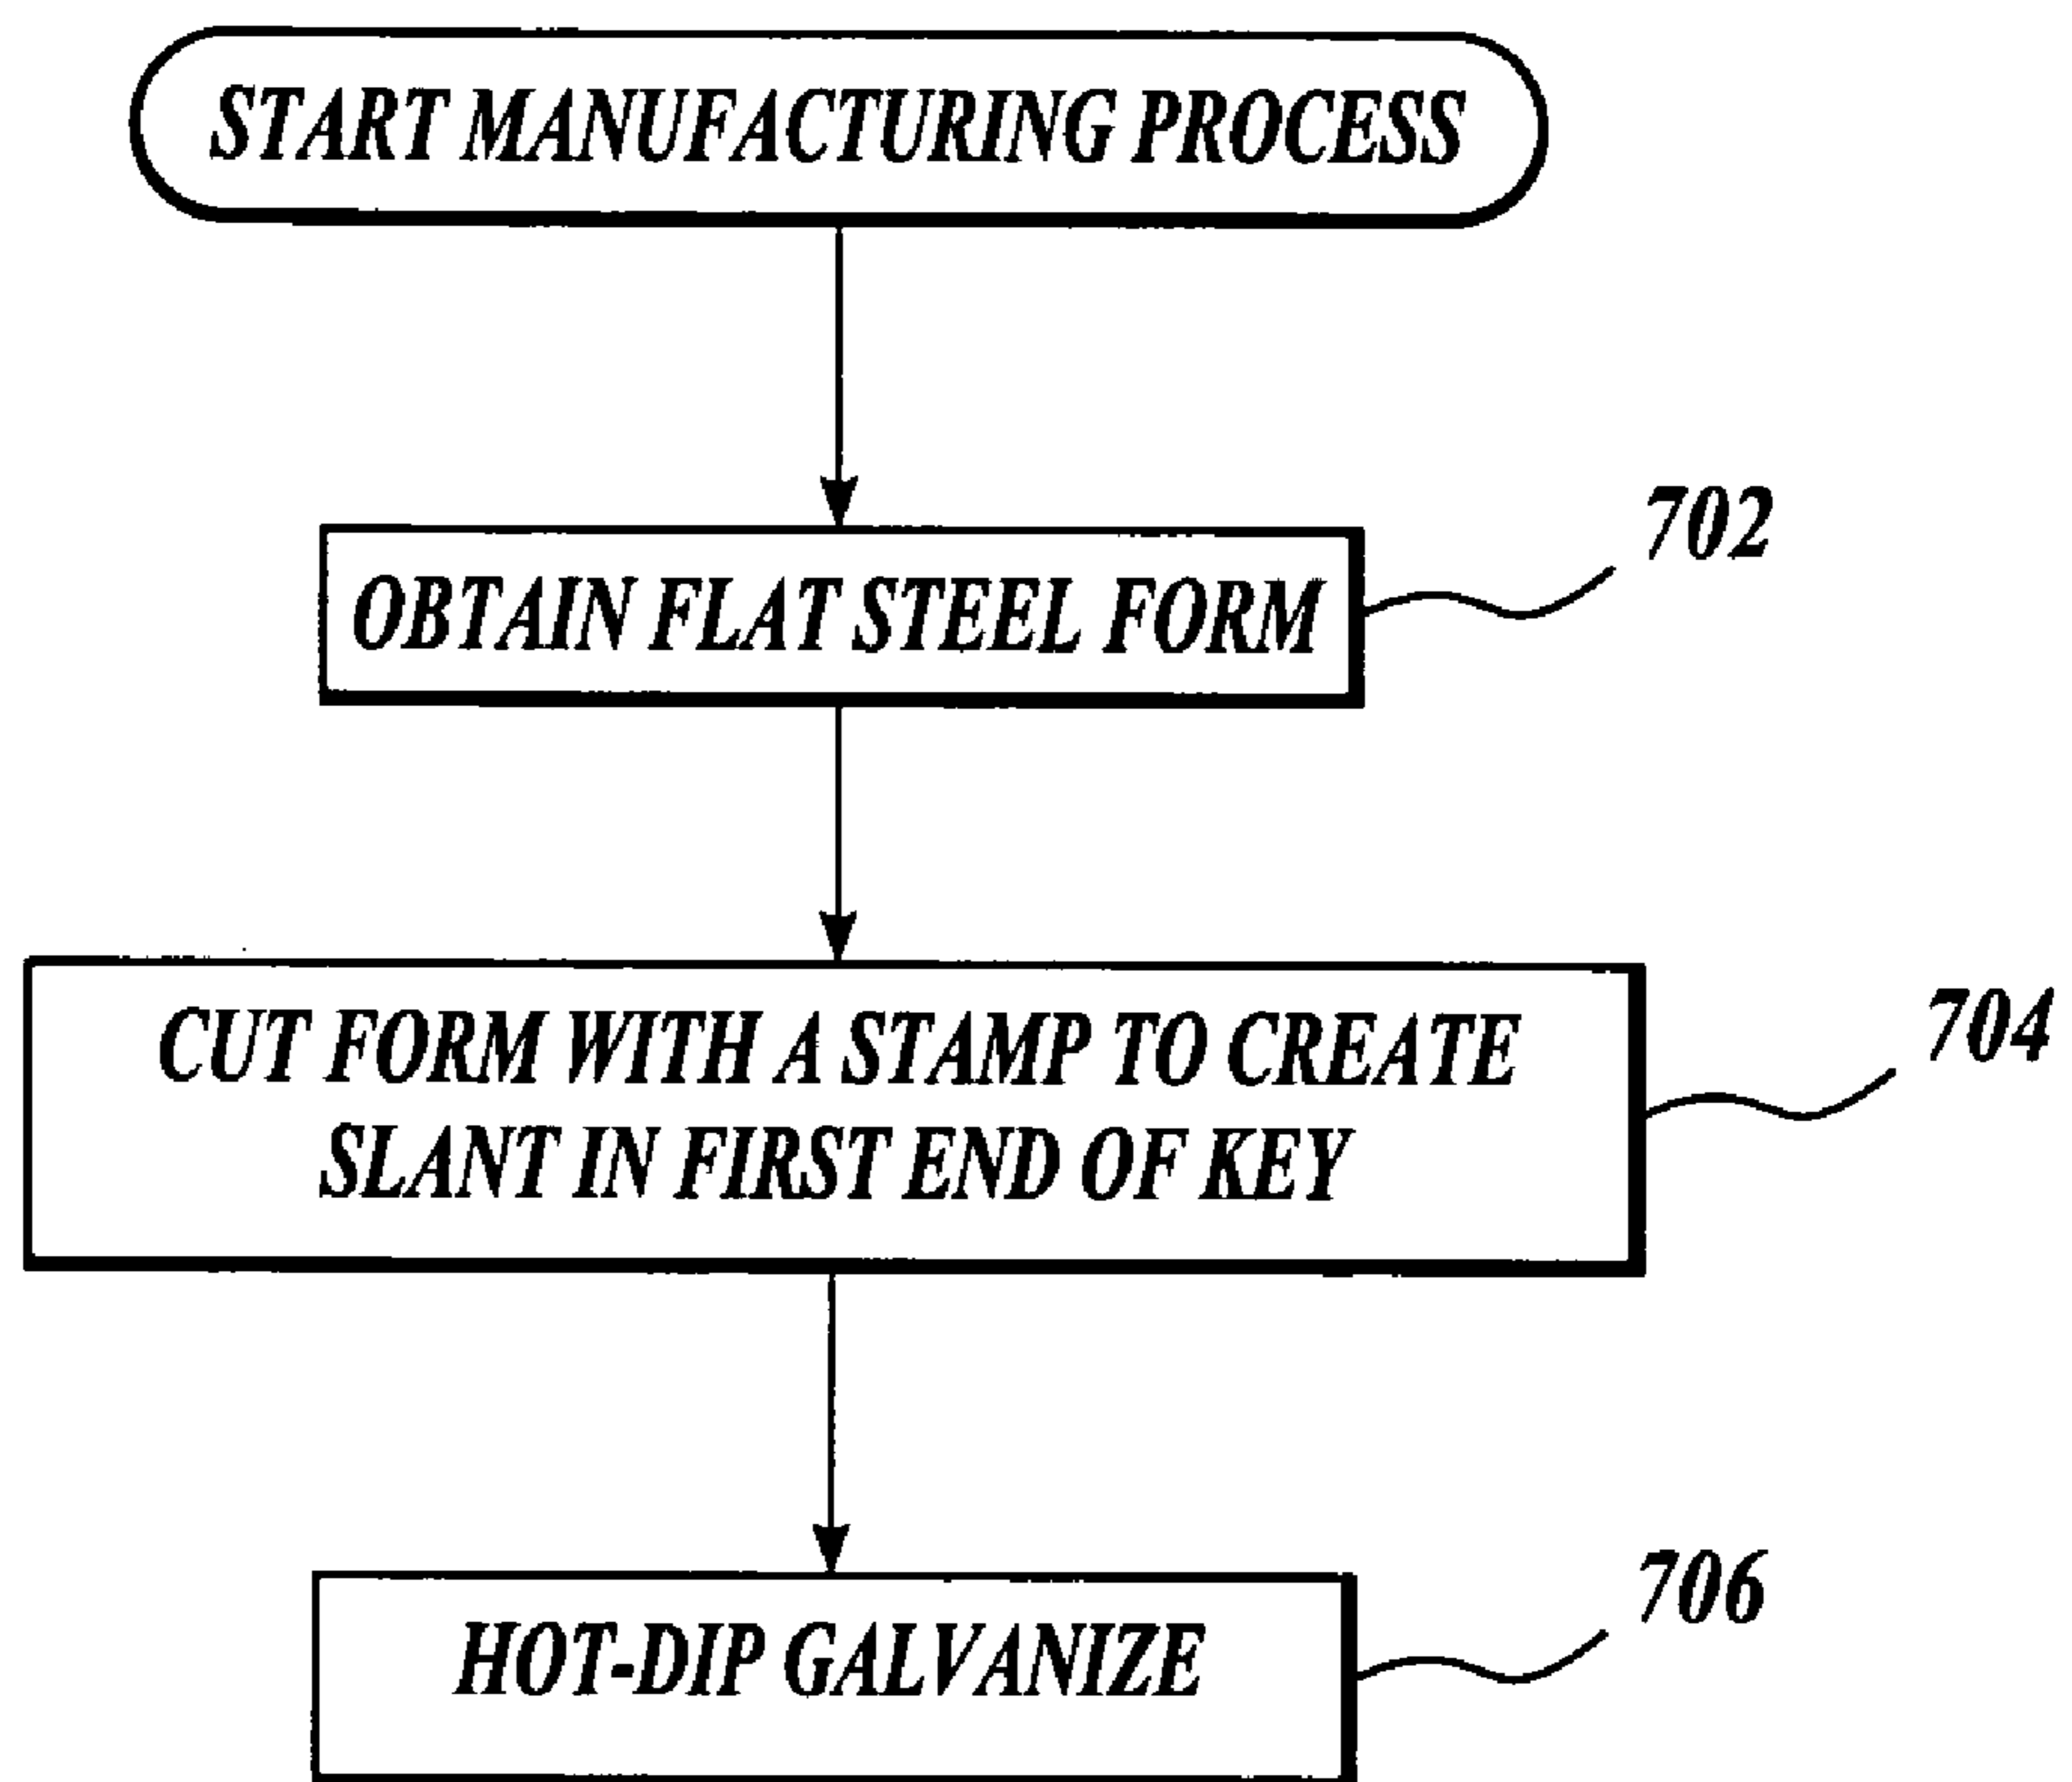 START MANUFACTURING PROCESS
702
OBTAIN FLAT STEEL FORM
704
CUT FORM WITH A STAMP TO CREATE
SLANT IN FIRST END OF KEY
706
HOT-DIP GALVANIZE